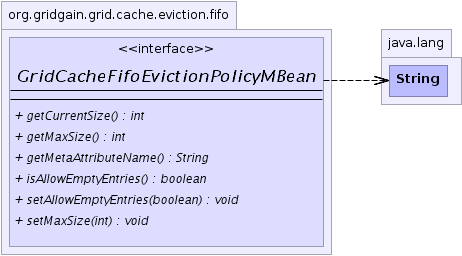 org.gridgain.grid.cache.eviction.fifo
<<interface>>
GridCacheFifoEvictionPolicyMBean
+ getCurrentSize() : int
+ getMaxSize() : int
+ getMetaAttributeName() : String
+ isAllowEmptyEntries() : boolean
+ setAllowEmptyEntries(boolean) : void
+ setMaxSize(int) : void
java.lang
String